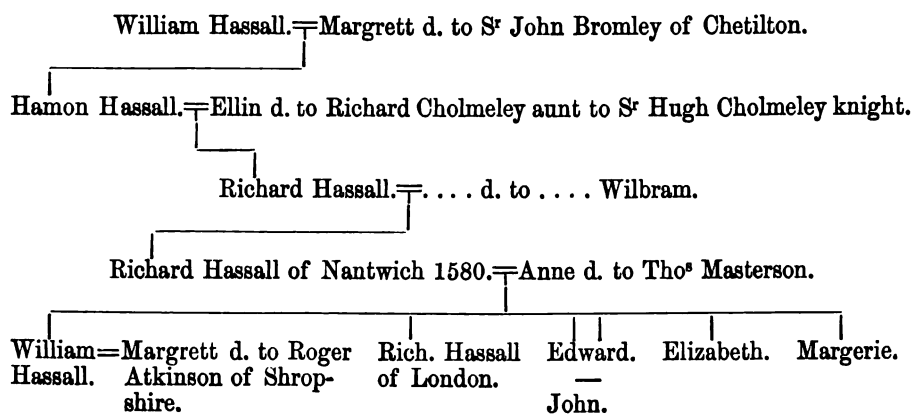 William Hassall.=Margrett d. to Sʳ John Bromley of Chetilton.
Hamon Hassall.=Ellin d. to Richard Cholmeley aunt to Sʳ Hugh Cholmeley knight.
Richard Hassall.=. . . . d. to . . . . Wilbram.
Richard Hassall of Nantwich 1580.=Anne d. to Thoˢ Masterson.
William=Margrett d. to Roger
Hassall. Atkinson of Shrop-
shire.
Rich. Hassall
of London.
Edward.
—
John.
Elizabeth.
Margerie.